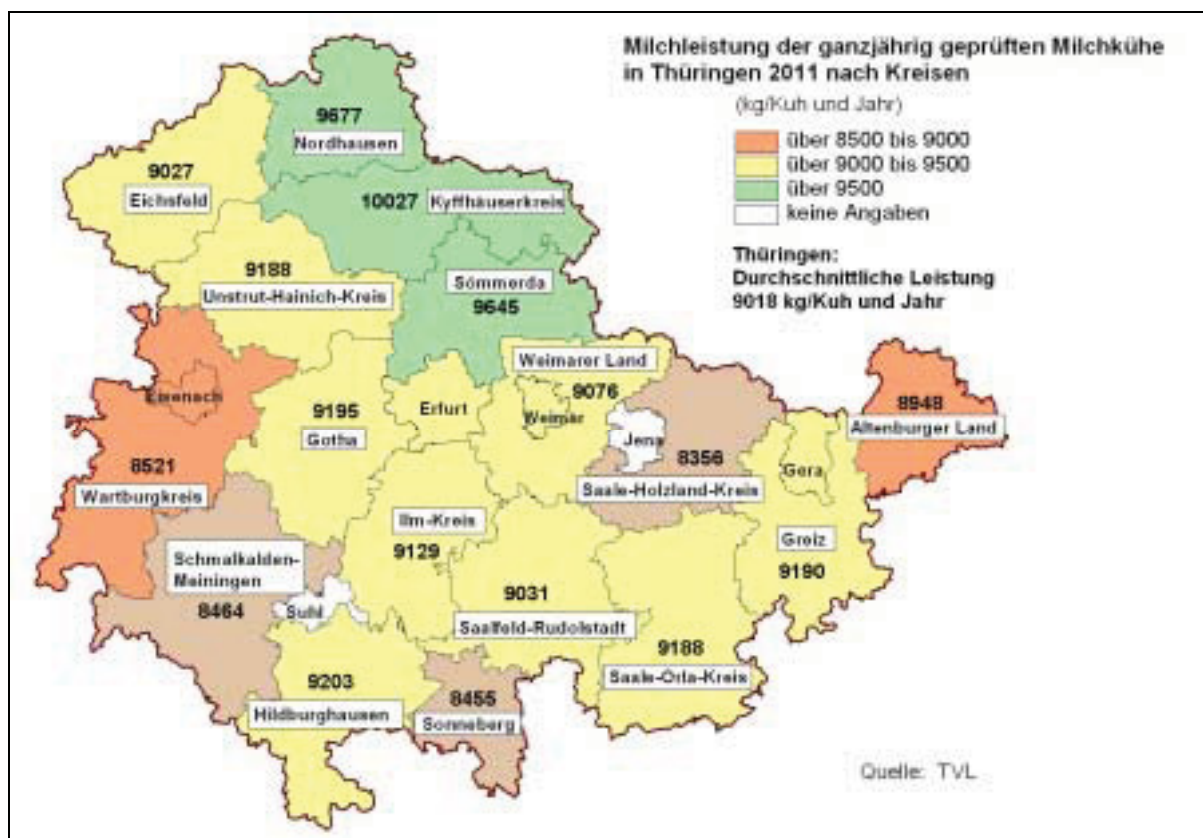 Milchleistung der ganzjährig geprüften Milchkühe
in Thüringen 2011 nach Kreisen
(kg/Kuh und Jahr)
über 8500 bis 9000
über 9000 bis 9500
über 9500
keine Angaben
Thüringen:
Durchschnittliche Leistung
9018 kg/Kuh und Jahr
9677
Nordhausen
9027
Eichsfeld
10027 Kyffhäuserkreis
9188
Unstrut-Hainich-Kreis
Sömmerda
9645
Weimarer Land
9076
Eisenach
9195
Gotha
Erfurt
Weimar
Jena
8948
Altenburger Land
8521
Wartburgkreis
8356
Saale-Holzland-Kreis
Gera
Ilm-Kreis
9129
Greiz
9190
Schmalkalden-
Meiningen
8464
Suhl
9031
Saalfeld-Rudolstadt
9188
Saale-Orla-Kreis
9203
Hildburghausen
8455
Sonneberg
Quelle: TVL